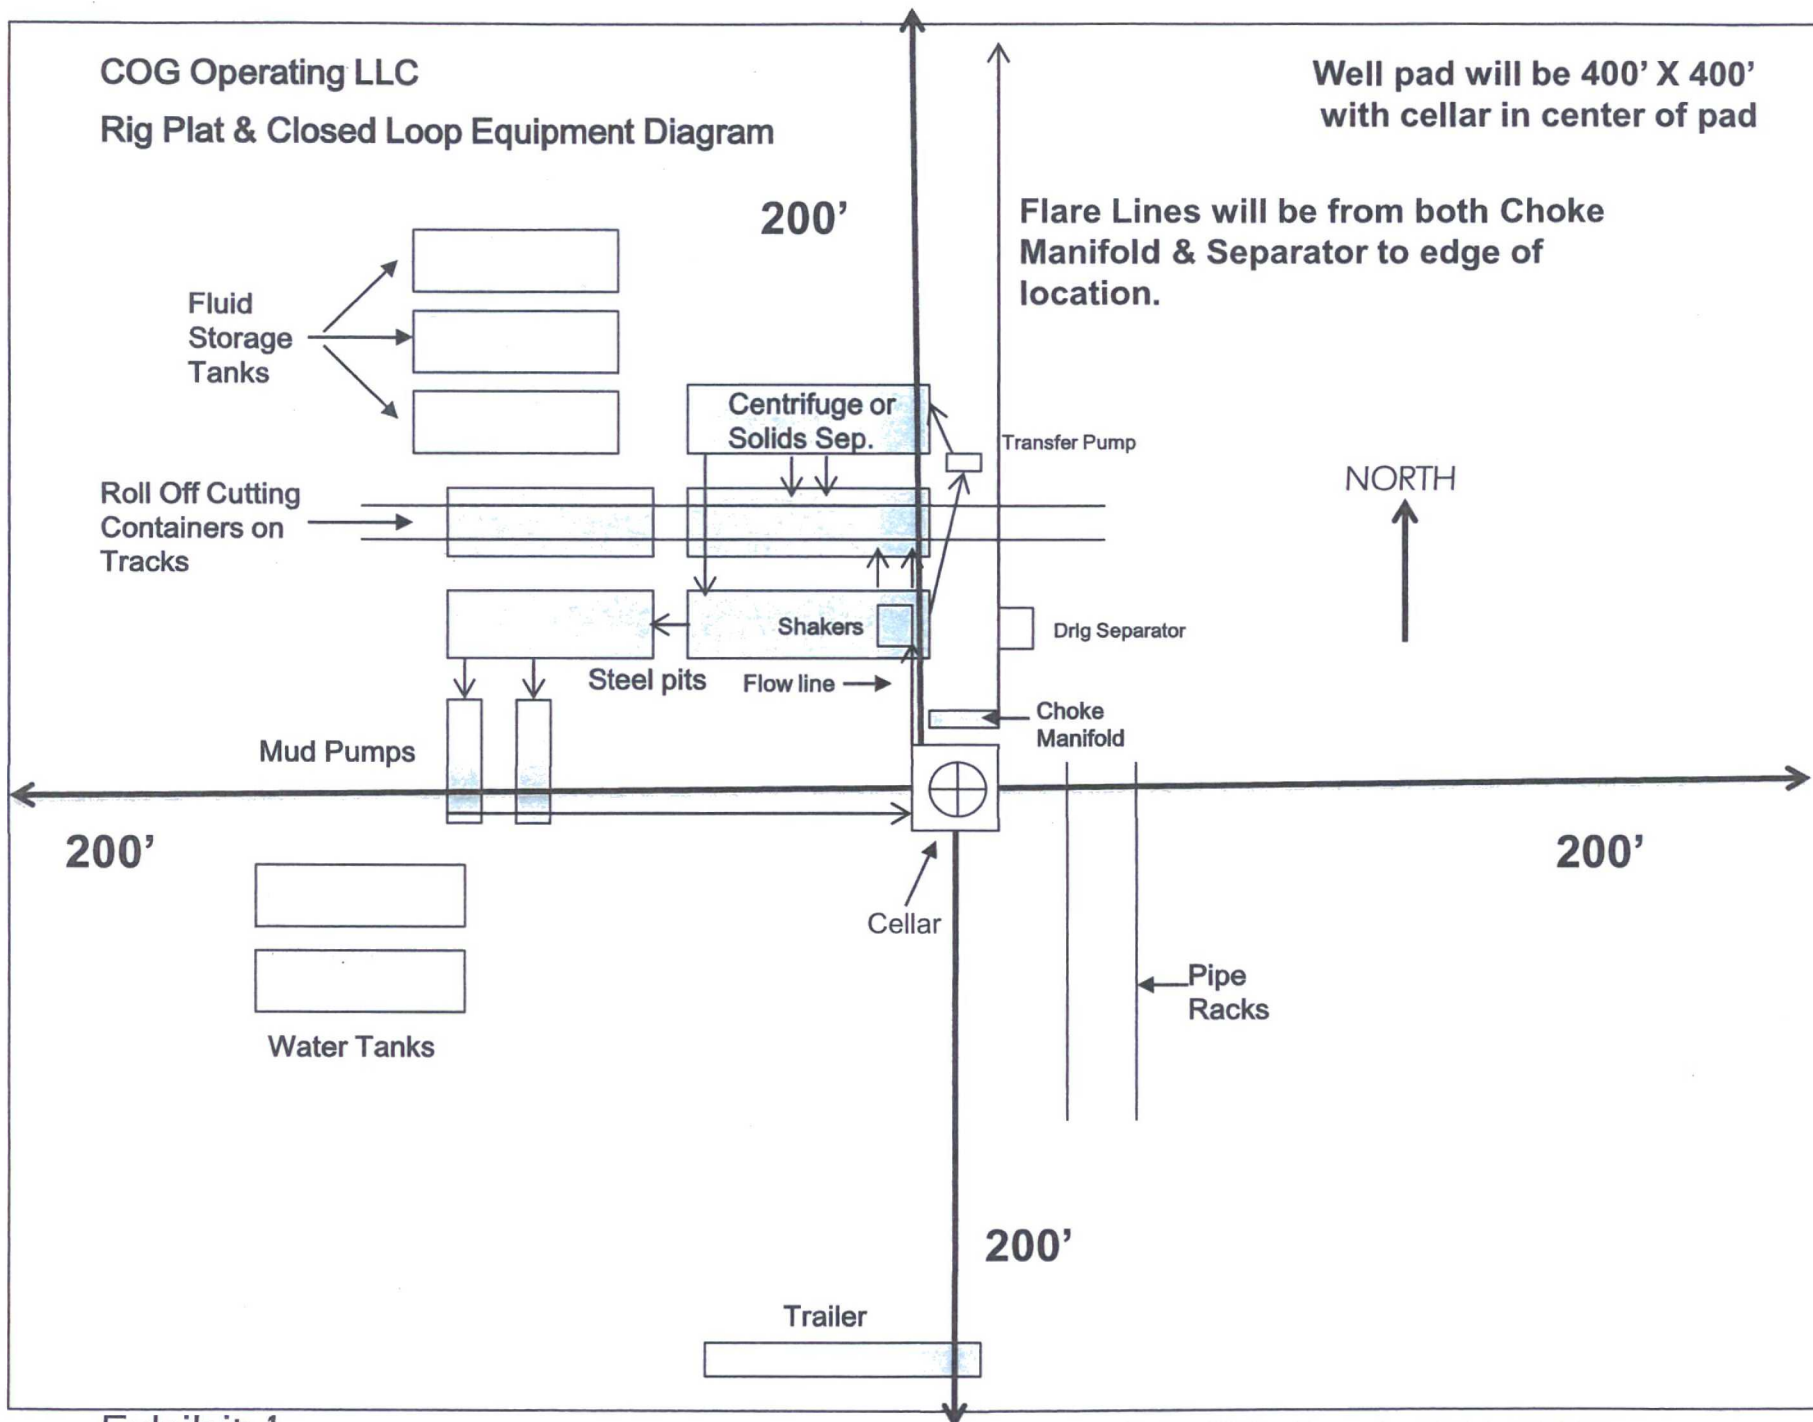 COG Operating LLC
Rig Plat & Closed Loop Equipment Diagram
Well pad will be 400' X 400'
with cellar in center of pad
200'
Flare Lines will be from both Choke
Manifold & Separator to edge of
location.
Fluid
Storage
Tanks
Centrifuge or
Solids Sep.
Transfer Pump
NORTH
Roll Off Cutting
Containers on
Tracks
Shakers
Drlg Separator
Steel pits
Flow line
Choke
Manifold
Mud Pumps
200'
200'
Cellar
Pipe
Racks
Water Tanks
200'
Trailer